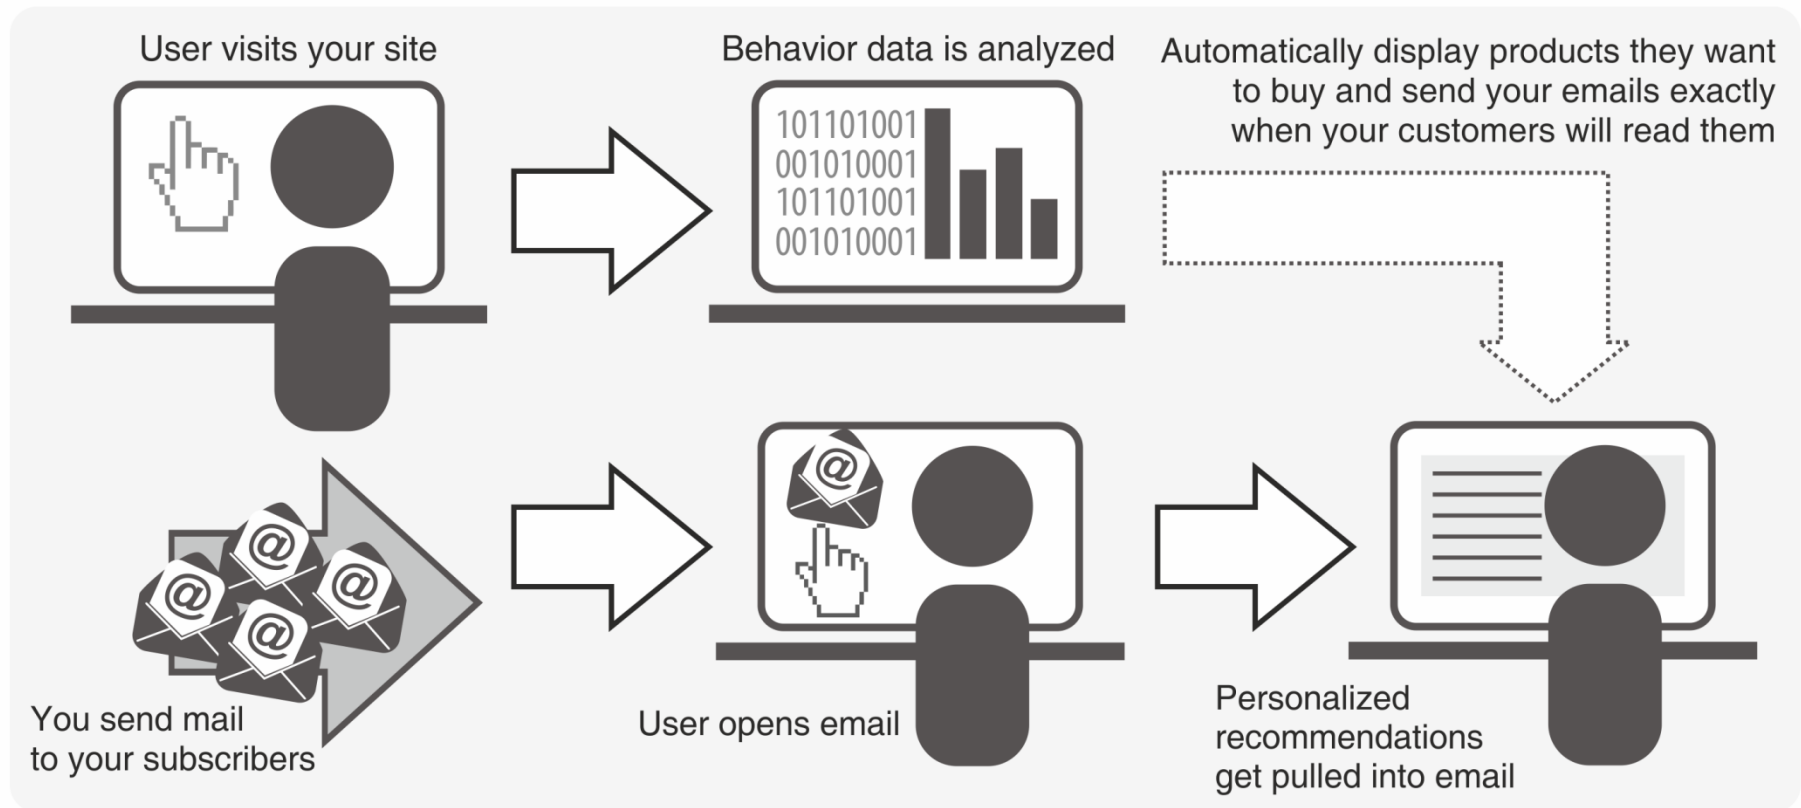 User visits your site
Behavior data is analyzed
Automatically display products they want
to buy and send your emails exactly
when your customers will read them
101101001
001010001
101101001
001010001
@
@
@
@
@
You send mail
to your subscribers
User opens email
Personalized
recommendations
get pulled into email